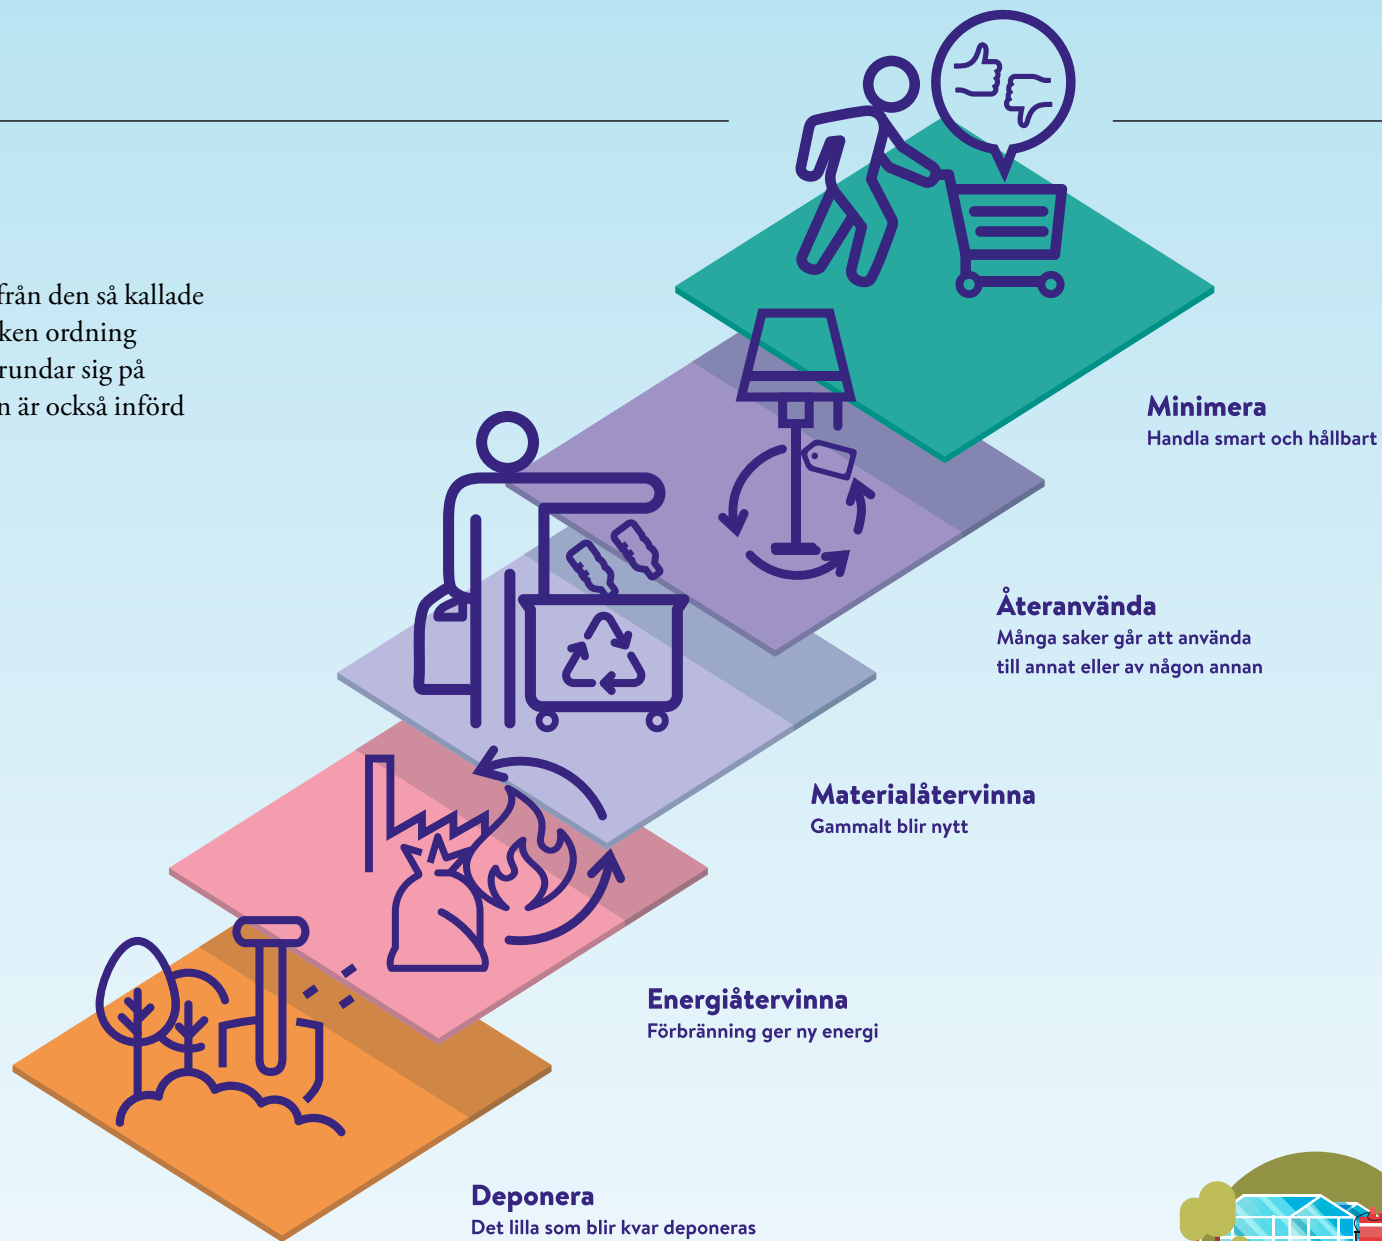 från den så kallade
ken ordning
rundar sig på
n är också införd
Minimera
Handla smart och hållbart
Återanvända
Många saker går att använda
till annat eller av någon annan
Materialåtervinna
Gammalt blir nytt
Energiåtervinna
Förbränning ger ny energi
Deponera
Det lilla som blir kvar deponeras